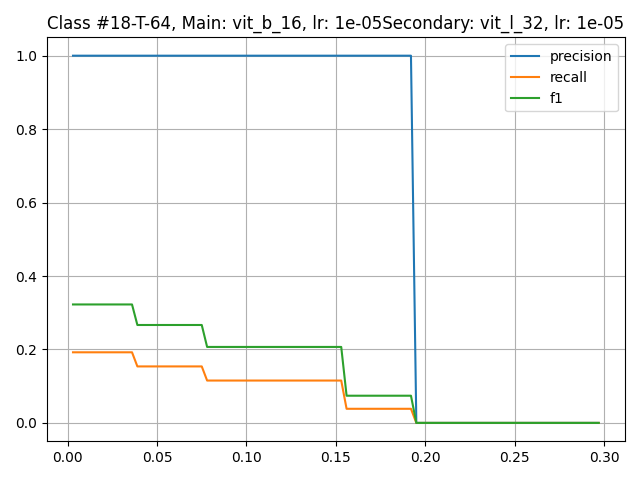 Class #18-T-64, Main: vit_b_16, lr: 1e-05Secondary: vit_l_32, lr: 1e-05
precision
recall
f1
1.0
0.8
0.6
0.4
0.2
0.0
0.00 0.05 0.10 0.15 0.20 0.25 0.30